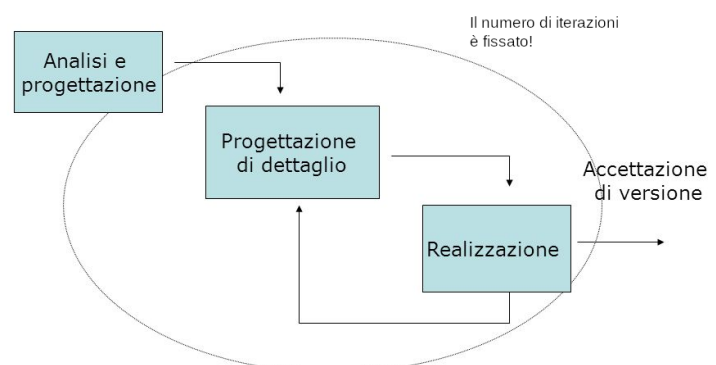 Il numero di iterazioni
è fissato!
Analisi e
progettazione
Progettazione
di dettaglio
Accettazione
di versione
Realizzazione